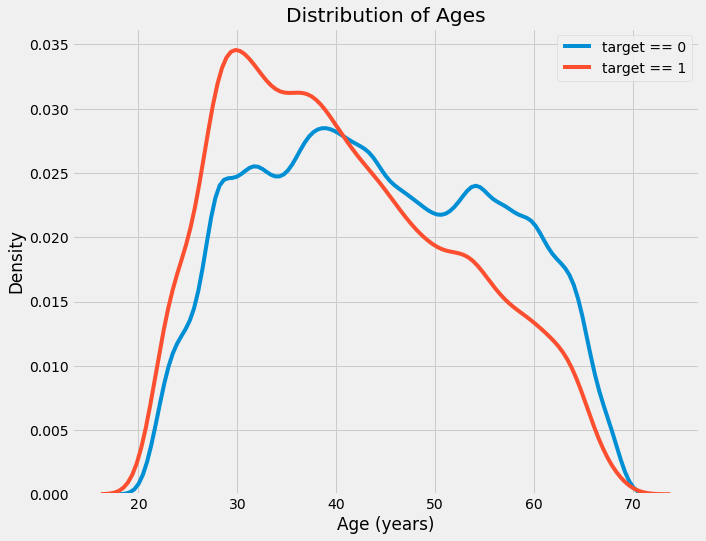 Distribution of Ages
target == 0
target == 1
0.035
0.030
0.025
0.020
0.015
0.010
0.005
0.000
Density
20 30 40 50 60 70
Age (years)